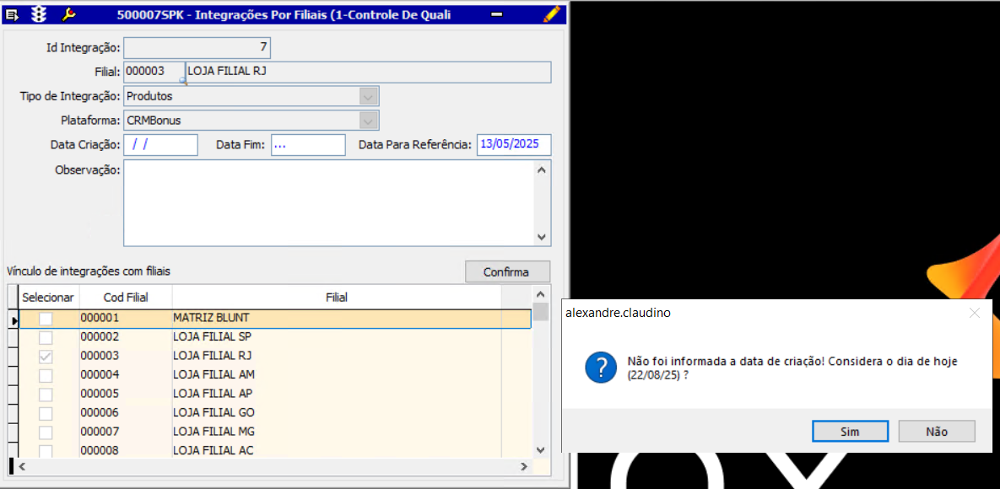 500007SPK - Integrações Por Filiais (1-Controle De Quali
Id Integração: 7
Filial: 000003 LOJA FILIAL RJ
Tipo de Integração: Produtos
Plataforma: CRMBonus
Data Criação: / / Data Fim: ... Data Para Referência: 13/05/2025
Observação:
Vínculo de integrações com filiais
Confirma
Selecionar Cod Filial Filial
000001 MATRIZ BLUNT
000002 LOJA FILIAL SP
000003 LOJA FILIAL RJ
000004 LOJA FILIAL AM
000005 LOJA FILIAL AP
000006 LOJA FILIAL GO
000007 LOJA FILIAL MG
000008 LOJA FILIAL AC
alexandre.claudino
Não foi informada a data de criação! Considera o dia de hoje
(22/08/25) ?
Sim Não